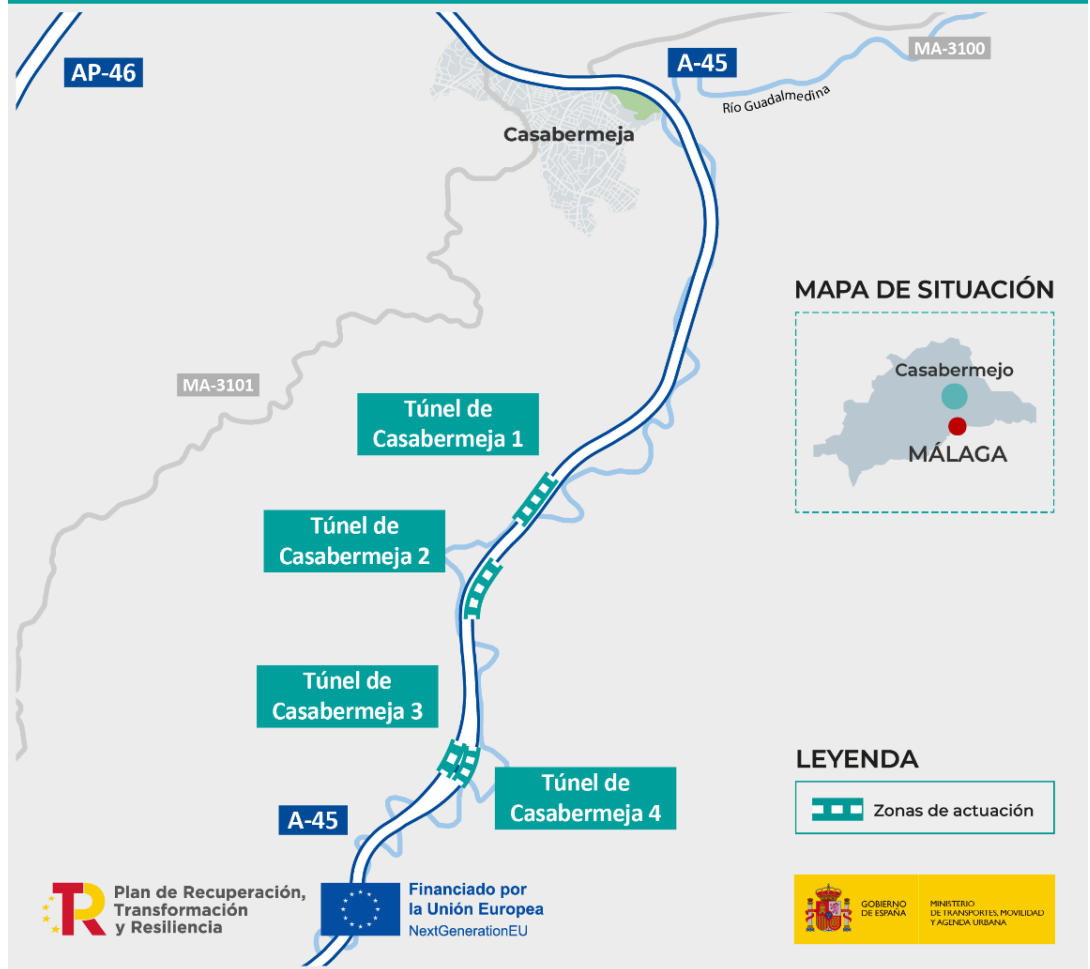 AP-46
A-45
MA-3100
Río Guadalmedina
Casabermeja
MAPA DE SITUACIÓN
Casabermejo
MÁLAGA
MA-3101
Túnel de
Casabermeja 1
Túnel de
Casabermeja 2
Túnel de
Casabermeja 3
Túnel de
Casabermeja 4
A-45
LEYENDA
Zonas de actuación
Plan de Recuperación,
Transformación
y Resiliencia
Financiado por
la Unión Europea
NextGenerationEU
GOBIERNO
DE ESPAÑA
MINISTERIO
DE TRANSPORTES, MOVILIDAD
Y AGENDA URBANA